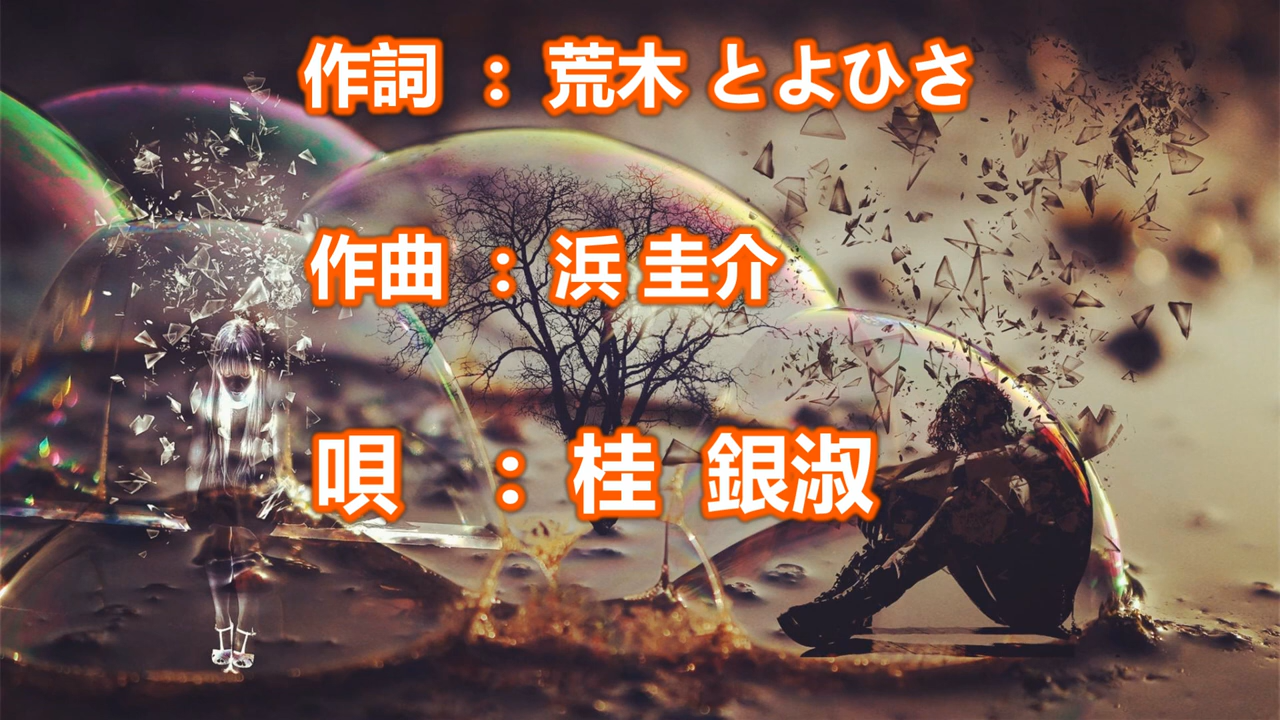 作詞 : 荒木 とよひさ
作曲 : 浜 圭介
唄 : 桂 銀淑